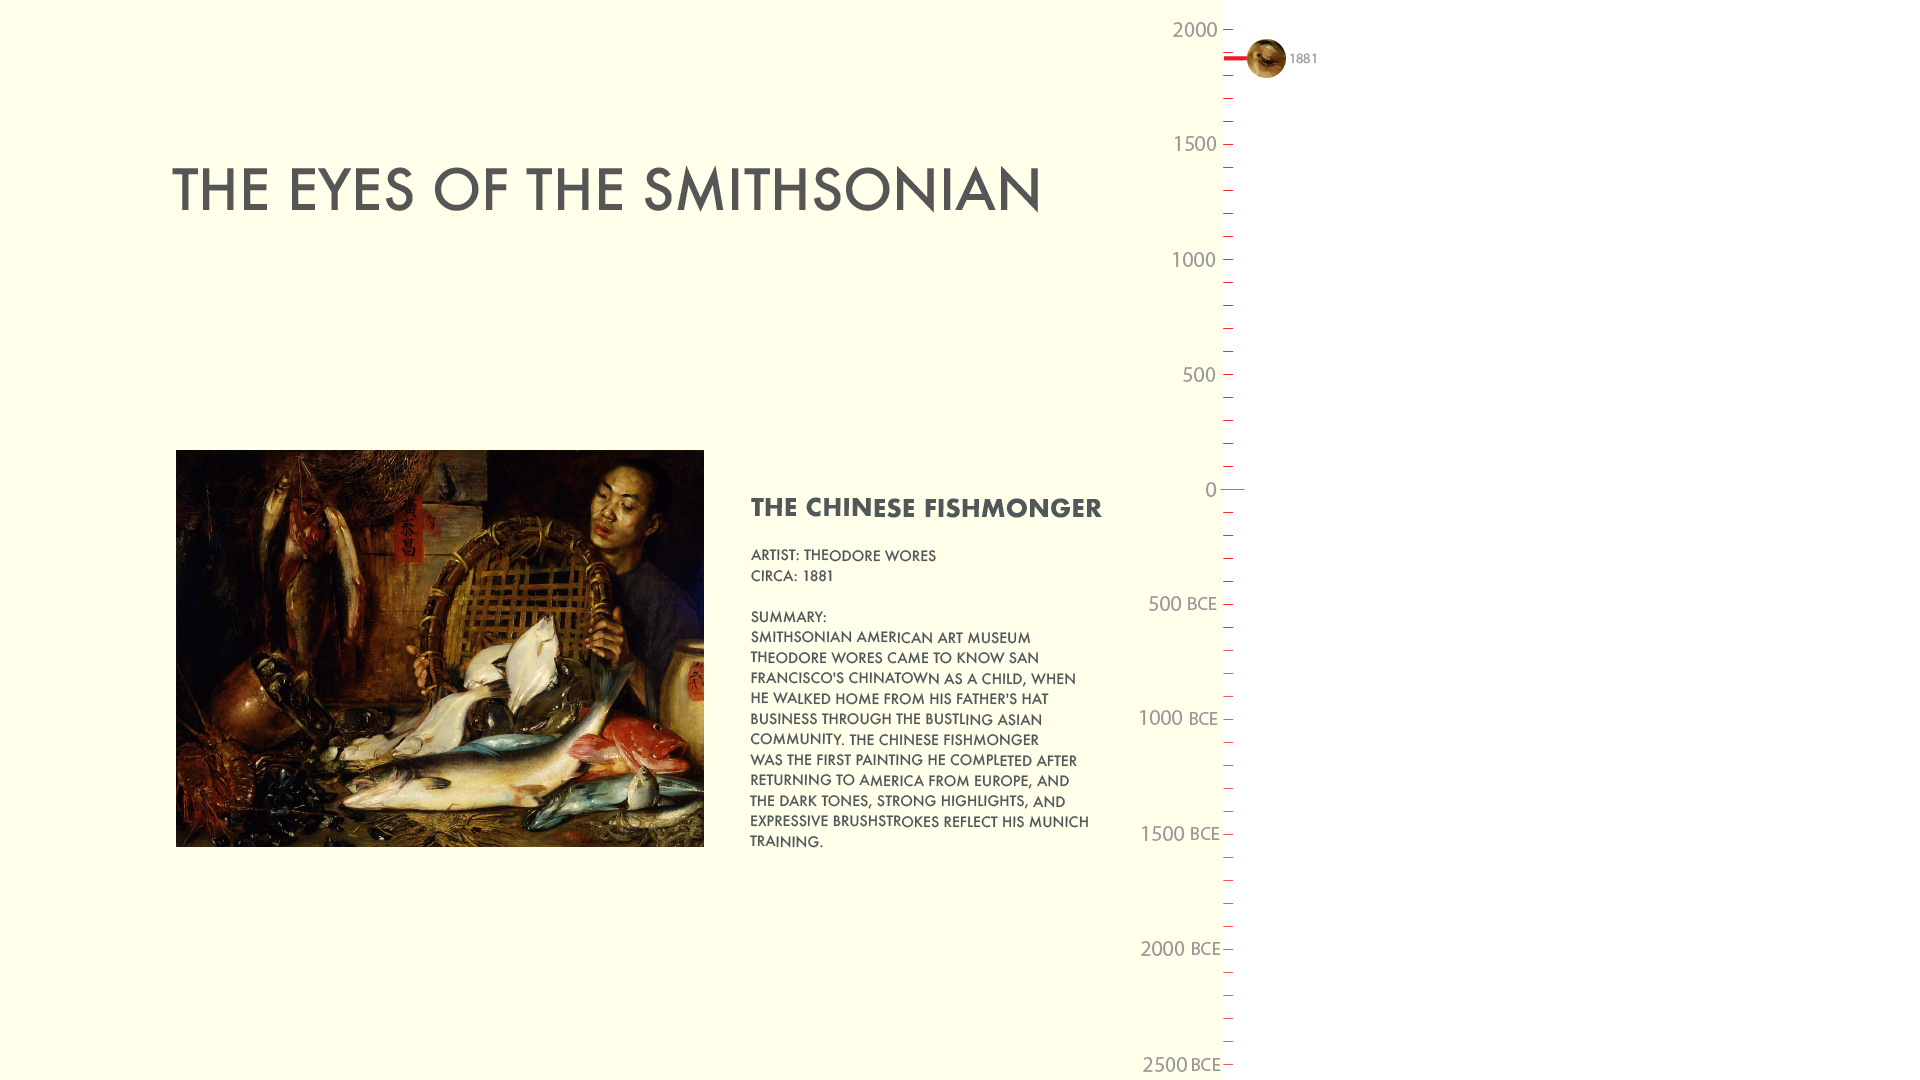 THE EYES OF THE SMITHSONIAN
黃
泰
昌
THE CHINESE FISHMONGER
ARTIST: THEODORE WORES
CIRCA: 1881
SUMMARY:
SMITHSONIAN AMERICAN ART MUSEUM
THEODORE WORES CAME TO KNOW SAN
FRANCISCO'S CHINATOWN AS A CHILD, WHEN
HE WALKED HOME FROM HIS FATHER'S HAT
BUSINESS THROUGH THE BUSTLING ASIAN
COMMUNITY. THE CHINESE FISHMONGER
WAS THE FIRST PAINTING HE COMPLETED AFTER
RETURNING TO AMERICA FROM EUROPE, AND
THE DARK TONES, STRONG HIGHLIGHTS, AND
EXPRESSIVE BRUSHSTROKES REFLECT HIS MUNICH
TRAINING.
2000
1881
1500
1000
500
0
500 BCE
1000 BCE
1500 BCE
2000 BCE
2500 BCE